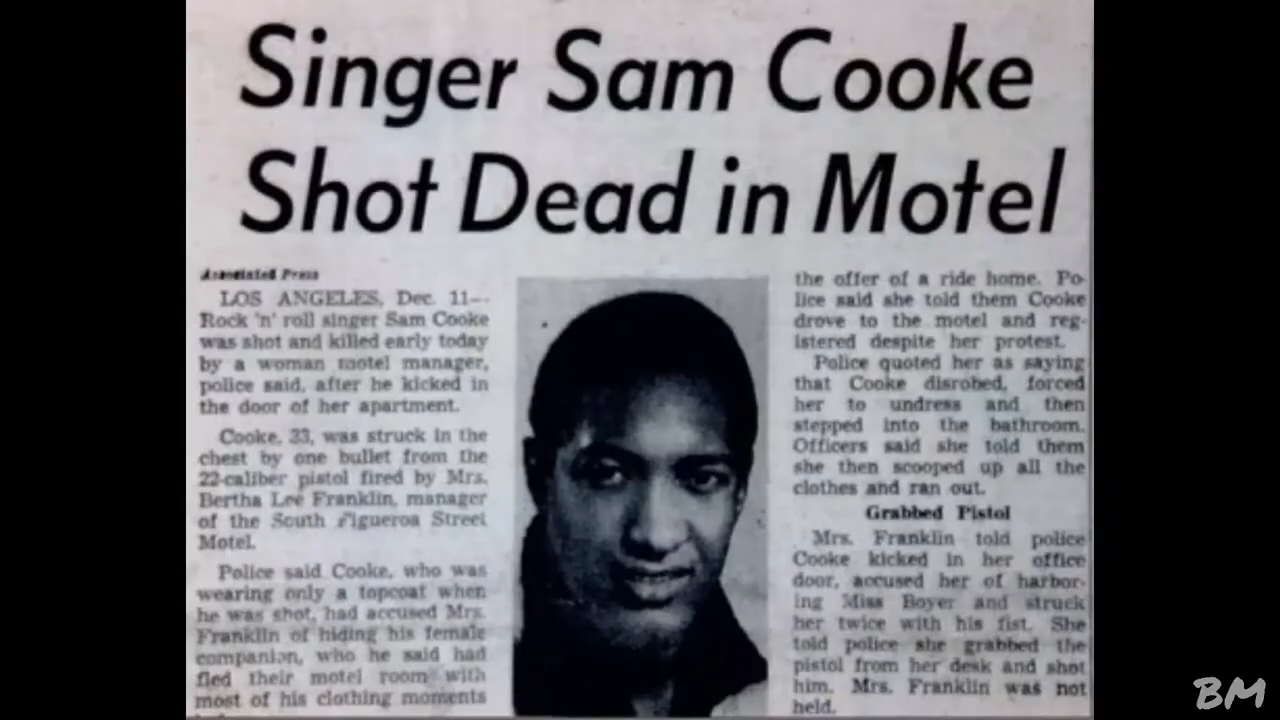 Singer Sam Cooke
Shot Dead in Motel
Associated Press
LOS ANGELES, Dec. 11—
Rock 'n' roll singer Sam Cooke
was shot and killed early today
by a woman motel manager,
police said, after he kicked in
the door of her apartment.
Cooke, 33, was struck in the
chest by one bullet from the
22-caliber pistol fired by Mrs.
Bertha Lee Franklin, manager
of the South Figueroa Street
Motel.
Police said Cooke, who was
wearing only a topcoat when
he was shot, had accused Mrs.
Franklin of hiding his female
companion, who he said had
fled their motel room with
most of his clothing moments
the offer of a ride home. Po-
lice said she told them Cooke
drove to the motel and reg-
istered despite her protest.
Police quoted her as saying
that Cooke disrobed, forced
her to undress and then
stepped into the bathroom.
Officers said she told them
she then scooped up all the
clothes and ran out.
Grabbed Pistol
Mrs. Franklin told police
Cooke kicked in her office
door, accused her of harbor-
ing Miss Boyer and struck
her twice with his fist. She
told police she grabbed the
pistol from her desk and shot
him. Mrs. Franklin was not
held.
BM